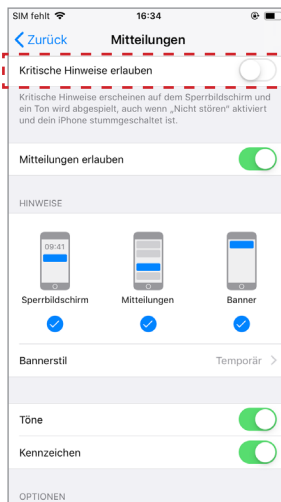 SIM fehlt 16:34
Zurück Mitteilungen
Kritische Hinweise erlauben
Kritische Hinweise erscheinen auf dem Sperrbildschirm und
ein Ton wird abgespielt, auch wenn „Nicht
stören" aktiviert
und dein iPhone stummgeschaltet ist.
Mitteilungen erlauben
HINWEISE
09:41
Sperrbildschirm Mitteilungen Banner
Bannerstil Temporär
Töne
Kennzeichen
OPTIONEN